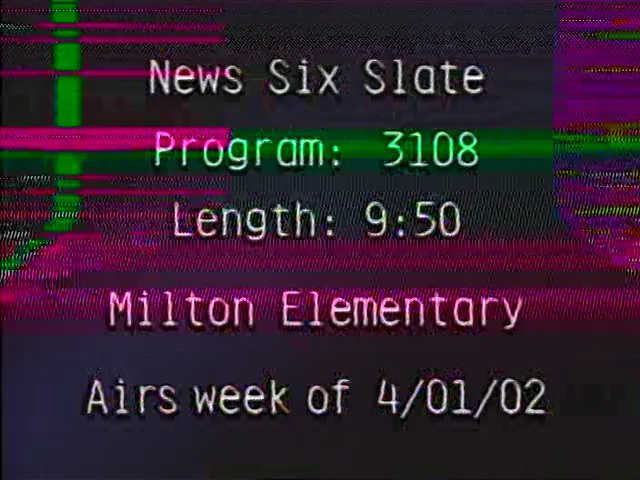 News Six Slate
Program: 3108
Length: 9:50
Milton Elementary
Airs week of 4/01/02